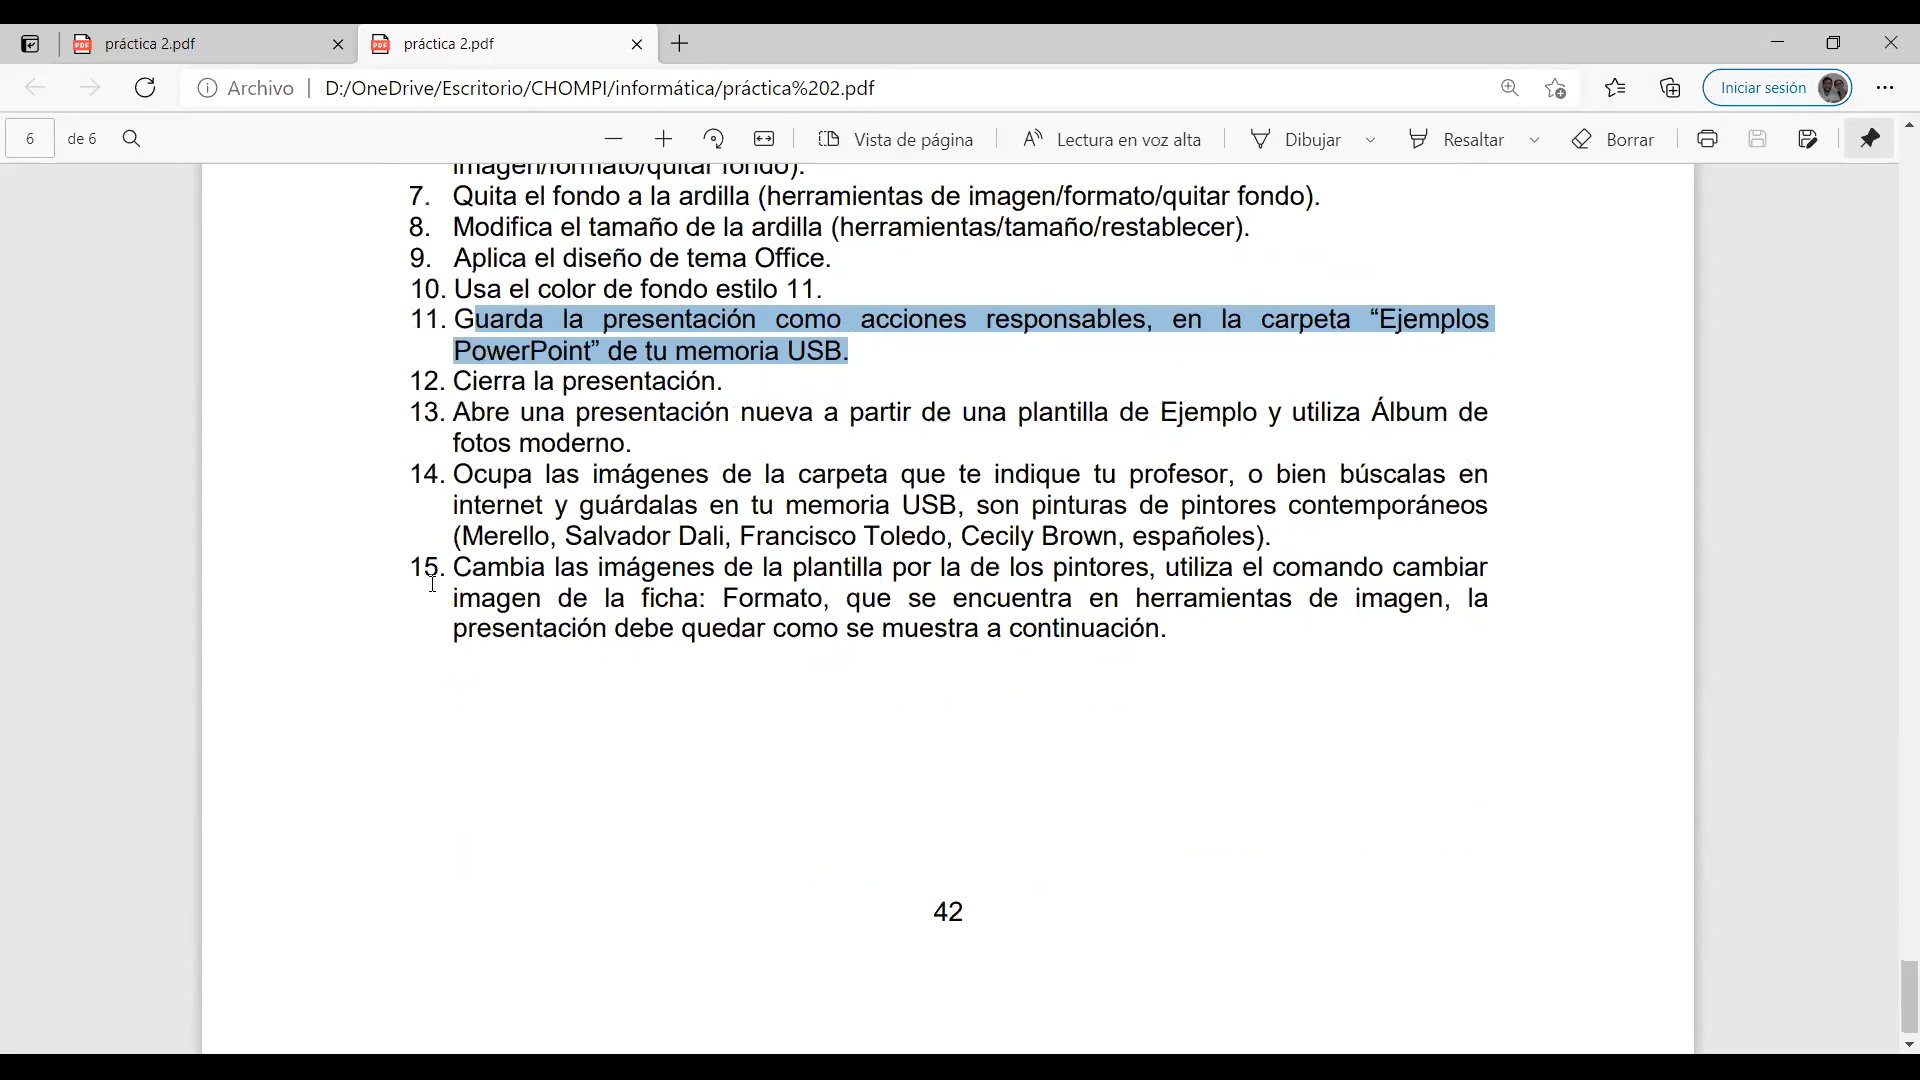 práctica 2.pdf
práctica 2.pdf
Archivo
D:/OneDrive/Escritorio/CHOMPI/informática/práctica%202.pdf
Iniciar sesión
6 de 6
Vista de página
Lectura en voz alta
Dibujar
Resaltar
Borrar
imagen/formato/quitar fondo).
7. Quita el fondo a la ardilla (herramientas de imagen/formato/quitar fondo).
8. Modifica el tamaño de la ardilla (herramientas/tamaño/restablecer).
9. Aplica el diseño de tema Office.
10. Usa el color de fondo estilo 11.
11. Guarda la presentación como acciones responsables, en la carpeta “Ejemplos
PowerPoint” de tu memoria USB.
12. Cierra la presentación.
13. Abre una presentación nueva a partir de una plantilla de Ejemplo y utiliza Álbum de
fotos moderno.
14. Ocupa las imágenes de la carpeta que te indique tu profesor, o bien búscalas en
internet y guárdalas en tu memoria USB, son pinturas de pintores contemporáneos
(Merello, Salvador Dali, Francisco Toledo, Cecily Brown, españoles).
15. Cambia las imágenes de la plantilla por la de los pintores, utiliza el comando cambiar
imagen de la ficha: Formato, que se encuentra en herramientas de imagen, la
presentación debe quedar como se muestra a continuación.
42